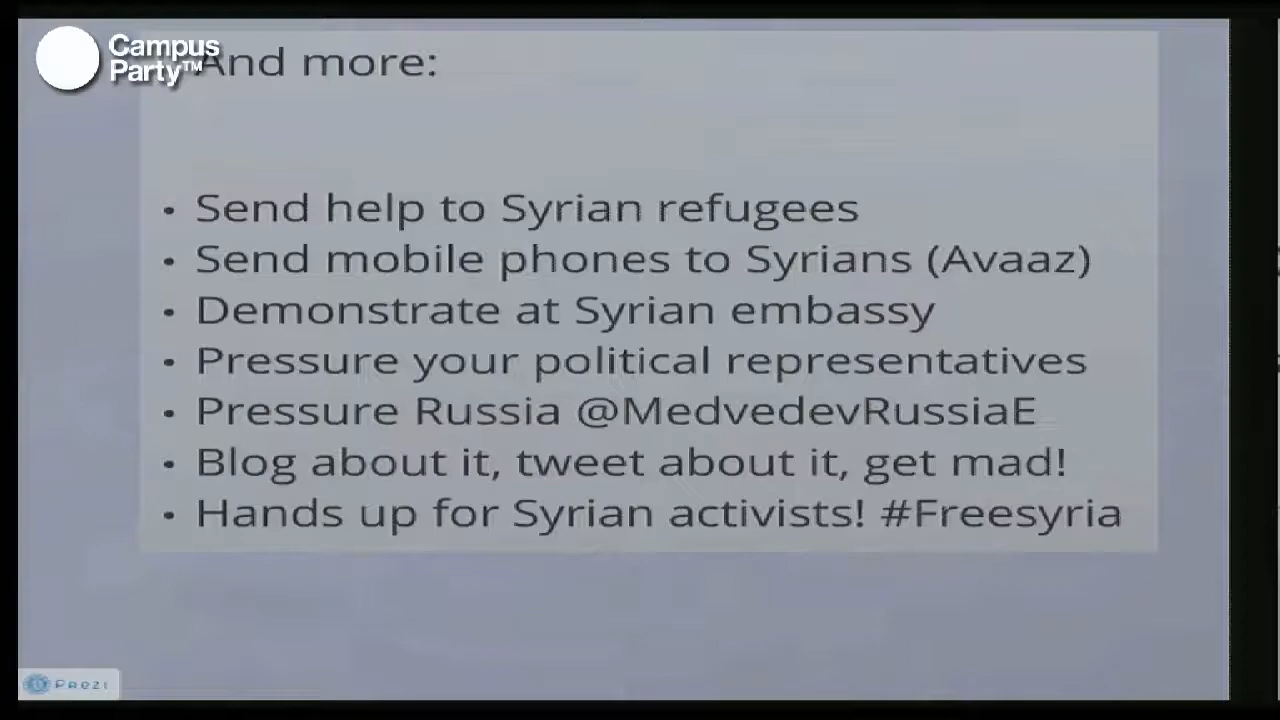 Campus
Party™
And more:
• Send help to Syrian refugees
• Send mobile phones to Syrians (Avaaz)
• Demonstrate at Syrian embassy
• Pressure your political representatives
• Pressure Russia @MedvedevRussiaE
• Blog about it, tweet about it, get mad!
• Hands up for Syrian activists! #Freesyria
Prezi